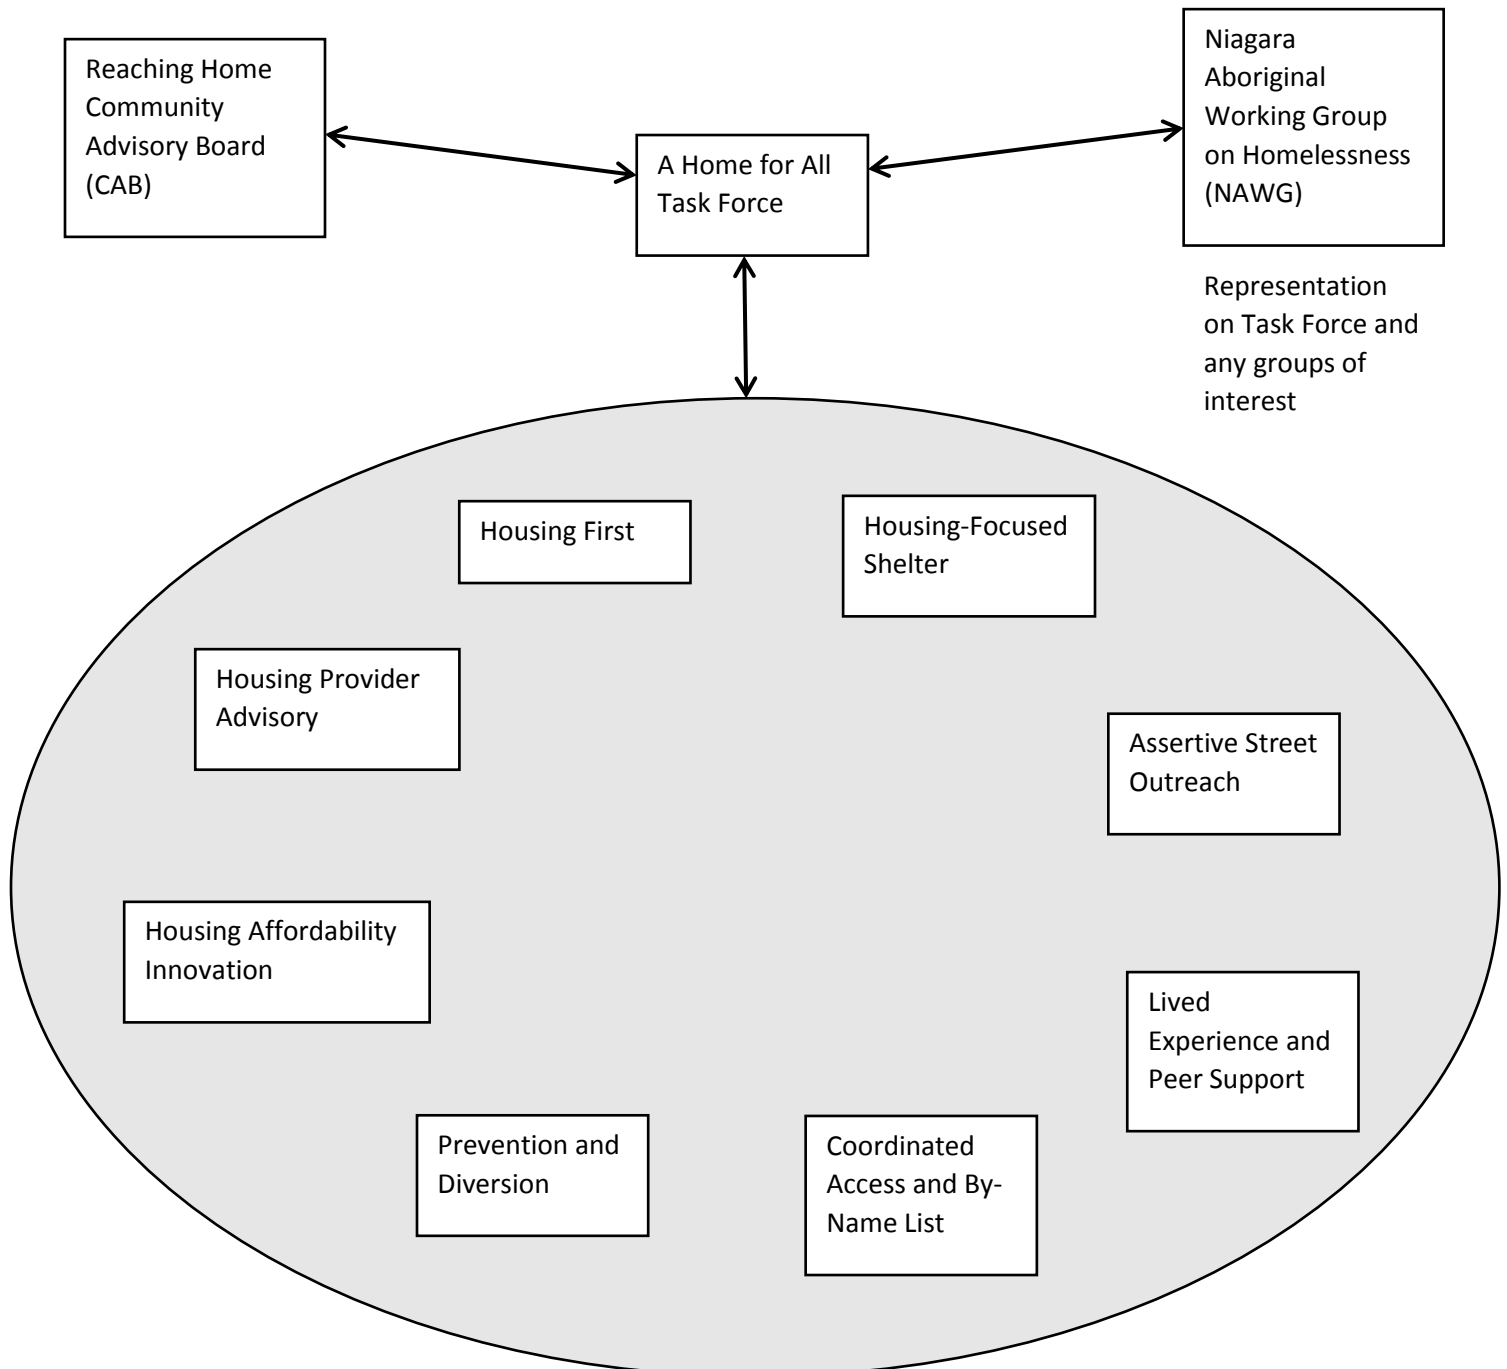 Reaching Home
Community
Advisory Board
(CAB)
A Home for All
Task Force
Niagara
Aboriginal
Working Group
on Homelessness
(NAWG)
Representation
on Task Force and
any groups of
interest
Housing First
Housing-Focused
Shelter
Housing Provider
Advisory
Assertive Street
Outreach
Housing Affordability
Innovation
Lived
Experience and
Peer Support
Prevention and
Diversion
Coordinated
Access and By-
Name List